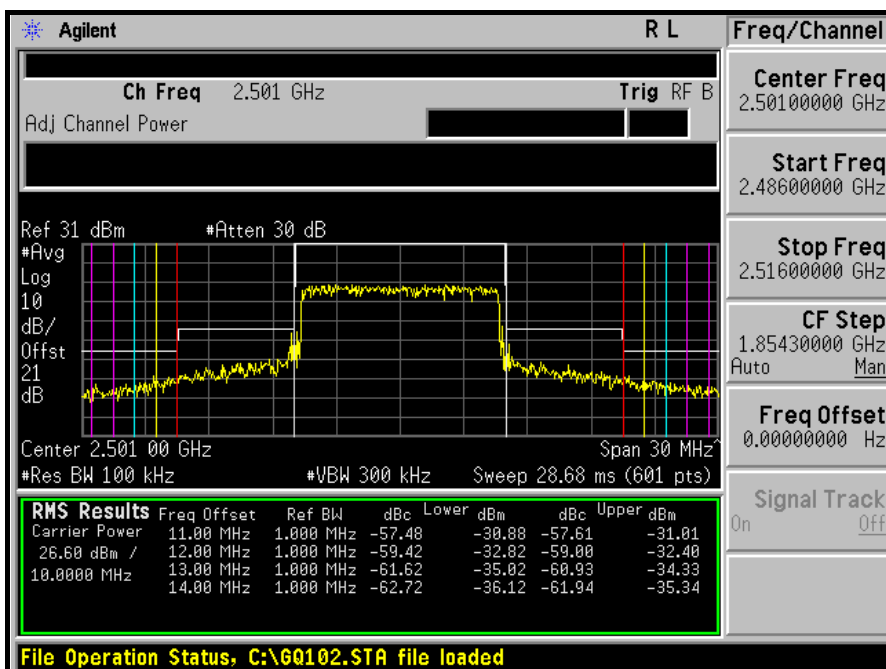 Agilent R L Freq/Channel
Ch Freq 2.501 GHz Trig RF B
Adj Channel Power
Center Freq
2.50100000 GHz
Start Freq
2.48600000 GHz
Stop Freq
2.51600000 GHz
CF Step
1.85430000 GHz
Auto Man
Freq Offset
0.00000000 Hz
Signal Track
On Off
Ref 31 dBm #Atten 30 dB
#Avg
Log
10
dB/
Offst
21
dB
Center 2.501 00 GHz Span 30 MHz^
#Res BW 100 kHz #VBW 300 kHz Sweep 28.68 ms (601 pts)
RMS Results Freq Offset Ref BW dBc Lower dBm dBc Upper dBm
Carrier Power 11.00 MHz 1.000 MHz -57.48 -30.88 -57.61 -31.01
26.60 dBm / 12.00 MHz 1.000 MHz -59.42 -32.82 -59.00 -32.40
10.0000 MHz 13.00 MHz 1.000 MHz -61.62 -35.02 -60.93 -34.33
14.00 MHz 1.000 MHz -62.72 -36.12 -61.94 -35.34
File Operation Status, C:\GQ102.STA file loaded